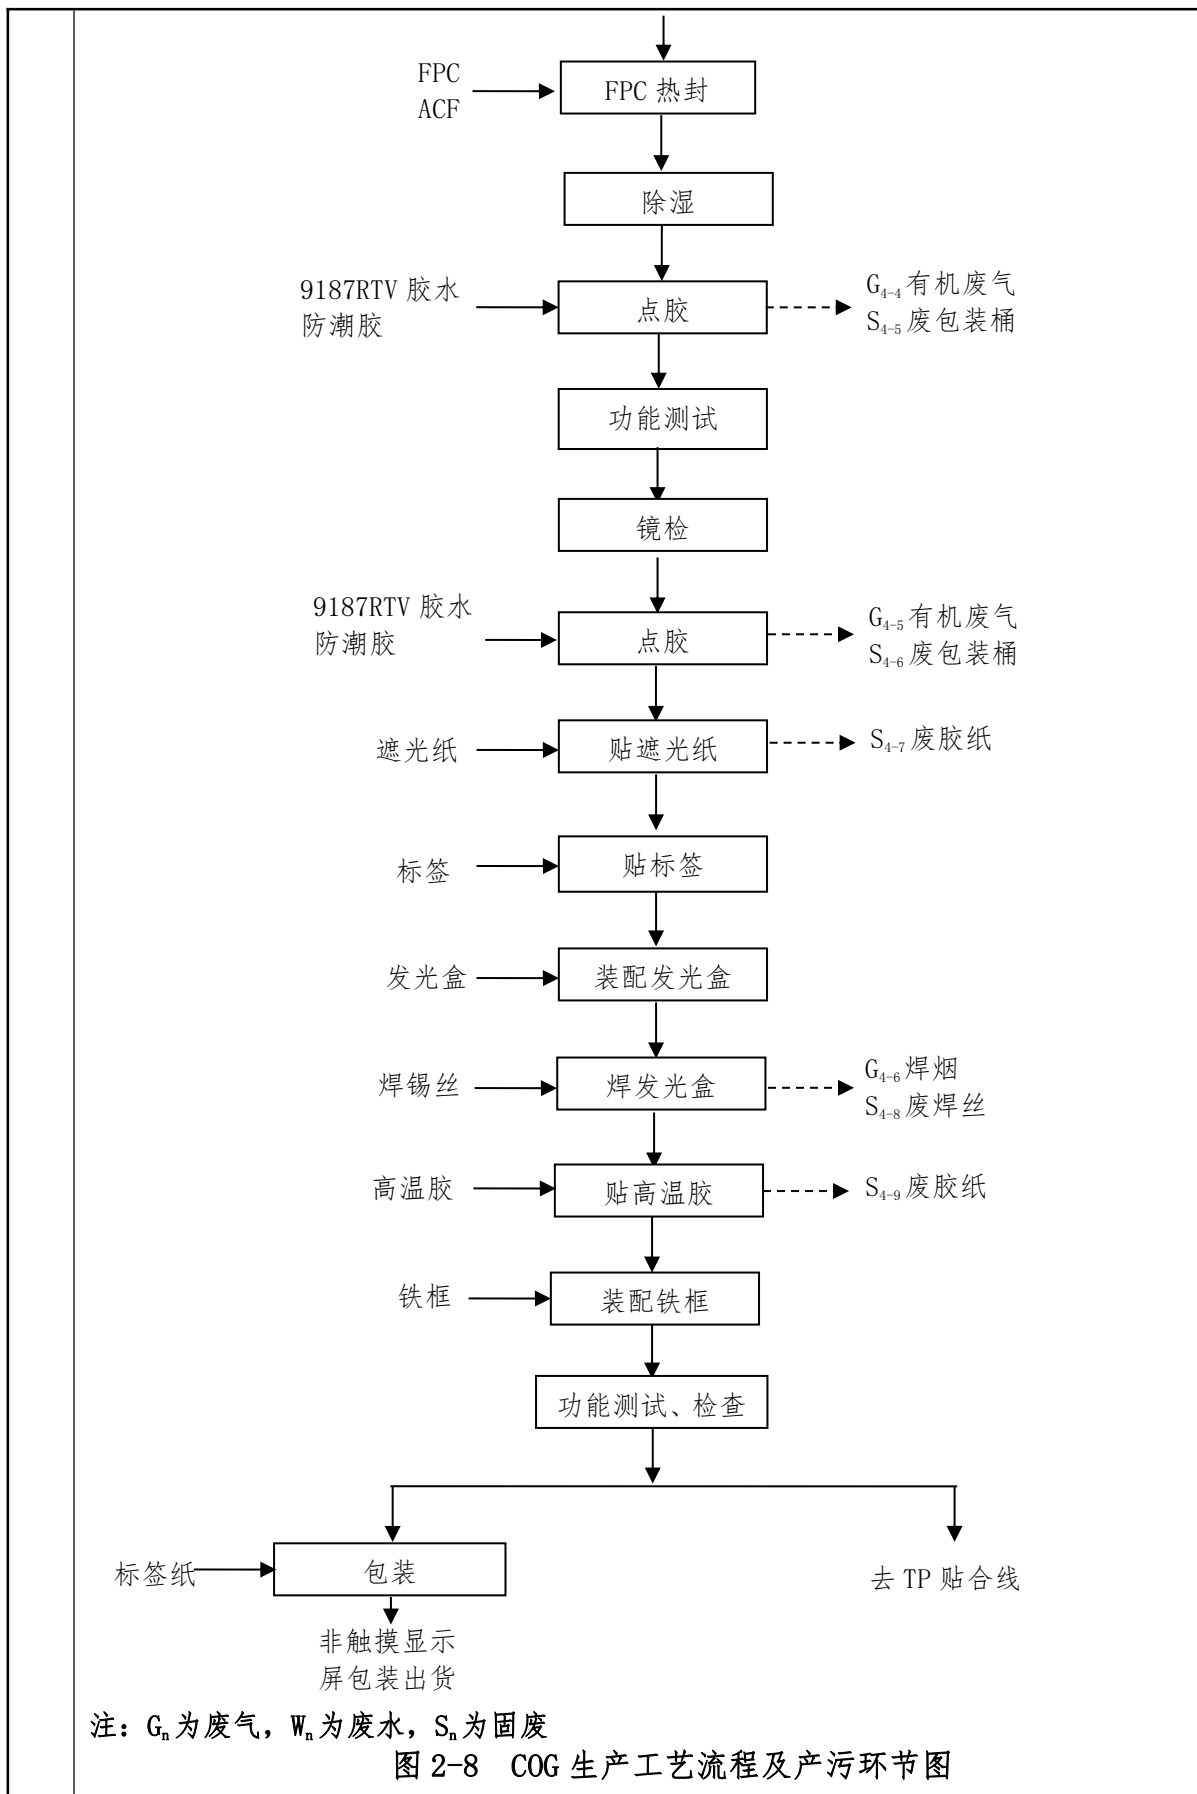 FPC
ACF
FPC 热封
除湿
9187RTV 胶水
防潮胶
点胶
G4-4 有机废气
S4-5 废包装桶
功能测试
镜检
9187RTV 胶水
防潮胶
点胶
G4-5 有机废气
S4-6 废包装桶
遮光纸
贴遮光纸
S4-7 废胶纸
标签
贴标签
发光盒
装配发光盒
焊锡丝
焊发光盒
G4-6 焊烟
S4-8 废焊丝
高温胶
贴高温胶
S4-9 废胶纸
铁框
装配铁框
功能测试、检查
标签纸
包装
去 TP 贴合线
非触摸显示
屏包装出货
注：Gn为废气，Wn为废水，Sn为固废
图 2-8 COG 生产工艺流程及产污环节图